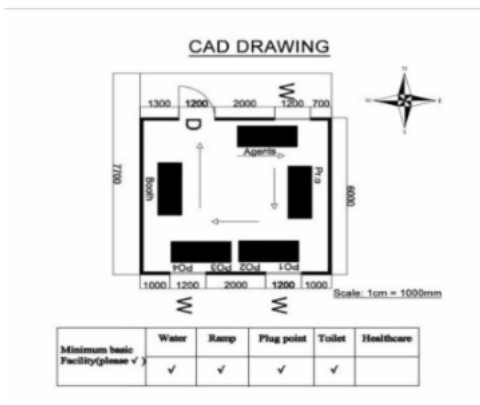 CAD DRAWING
N
W
E
S
W
1300 1200 2000 1200 700
D
Agents
7700
Booth
Pr.o
6000
PO4 PO3 PO2 PO1
1000 1200 2000 1200 1000
Scale: 1cm = 1000mm
W W
Minimum basic Facility(please √ )
Water Ramp Plug point Toilet Healthcare
√ √ √ √